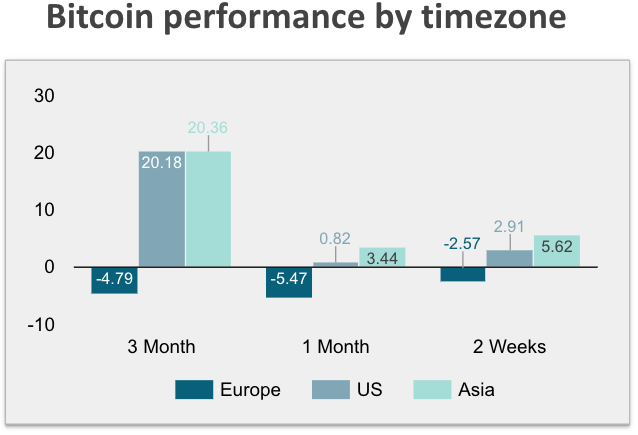 Bitcoin performance by timezone
30
20
10
0
-10
-4.79
20.18
20.36
-5.47
0.82
3.44
-2.57
2.91
5.62
3 Month
1 Month
2 Weeks
Europe
US
Asia